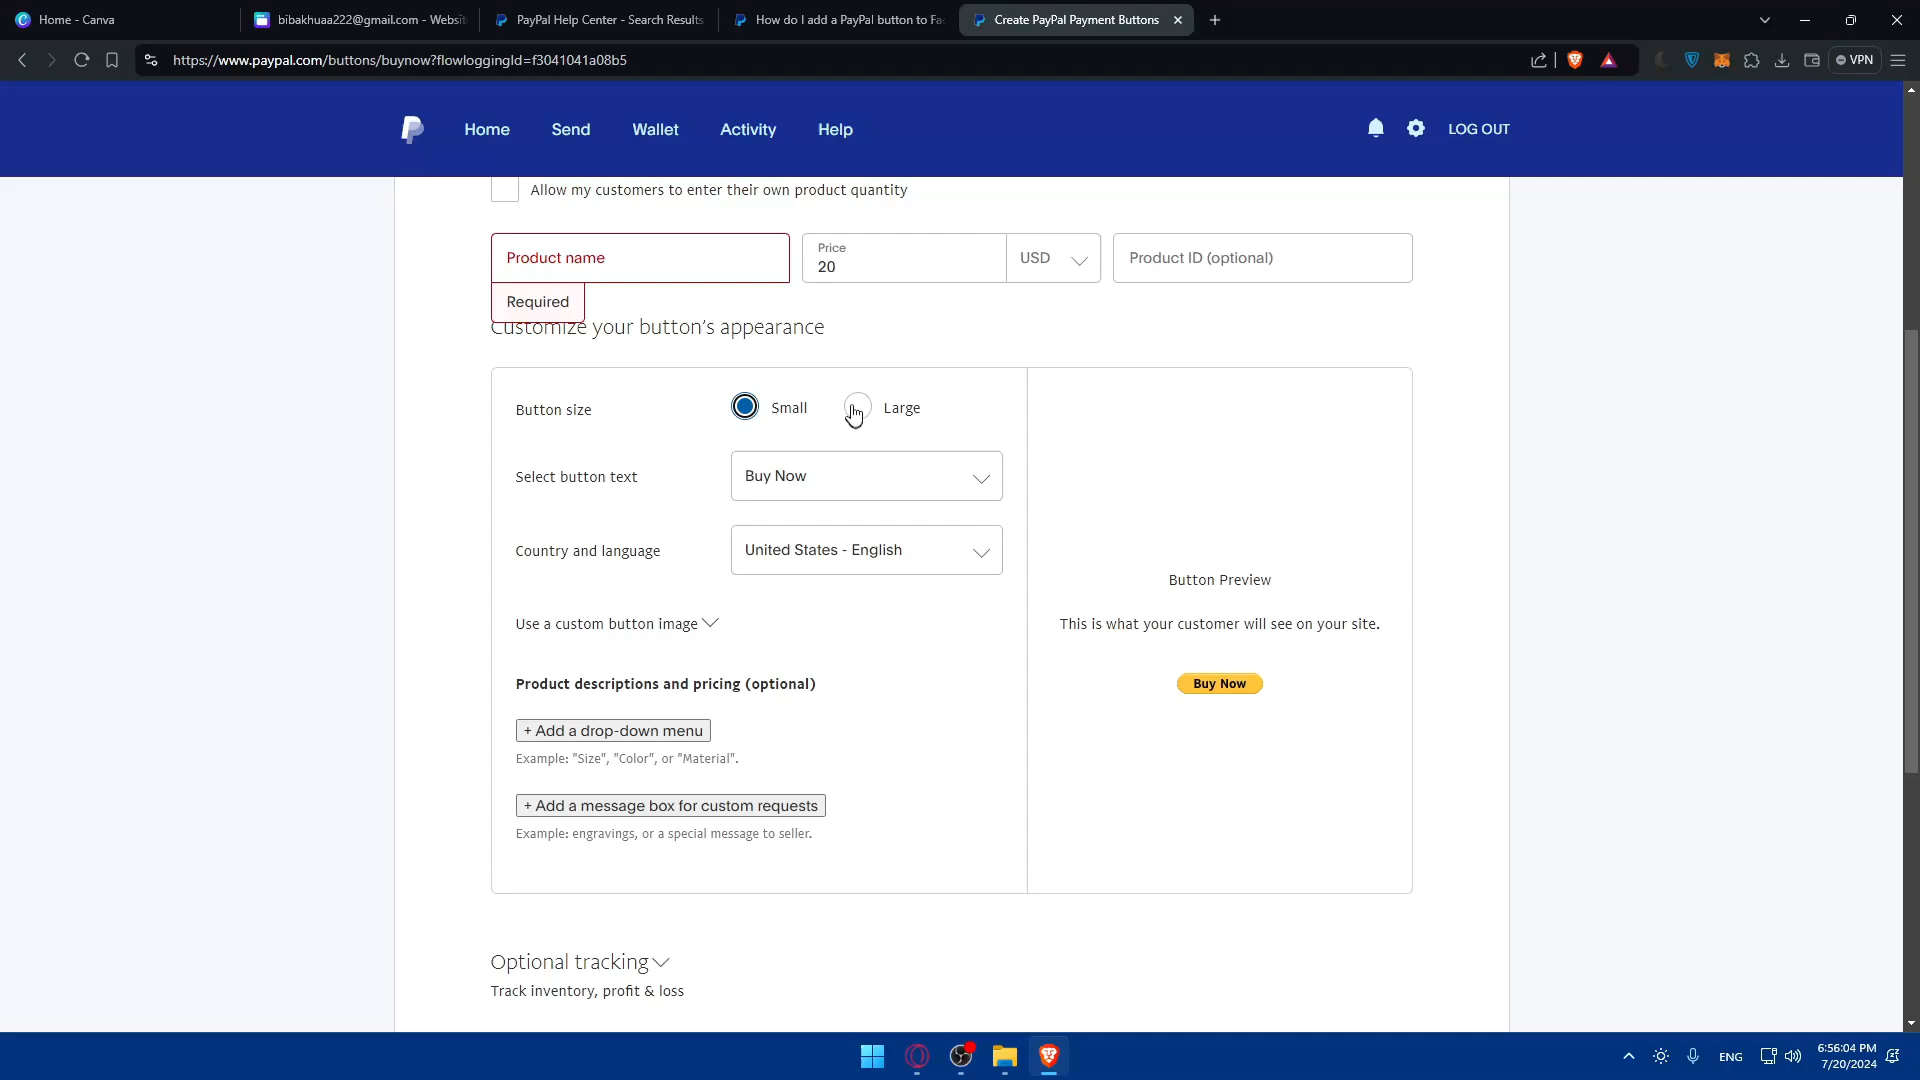 Home - Canva
bibakhuaa222@gmail.com - Websit
PayPal Help Center - Search Results
How do I add a PayPal button to Fac
Create PayPal Payment Buttons
https://www.paypal.com/buttons/buynow?flowloggingId=f3041041a08b5
VPN
Home
Send
Wallet
Activity
Help
LOG OUT
Allow my customers to enter their own product quantity
Product name
Price
20
USD
Product ID (optional)
Required
Customize your button's appearance
Button size
Small
Large
Select button text
Buy Now
Country and language
United States - English
Button Preview
Use a custom button image
This is what your customer will see on your site.
Product descriptions and pricing (optional)
Buy Now
+ Add a drop-down menu
Example: "Size", "Color", or "Material".
+ Add a message box for custom requests
Example: engravings, or a special message to seller.
Optional tracking
Track inventory, profit & loss
ENG
6:56:04 PM
7/20/2024